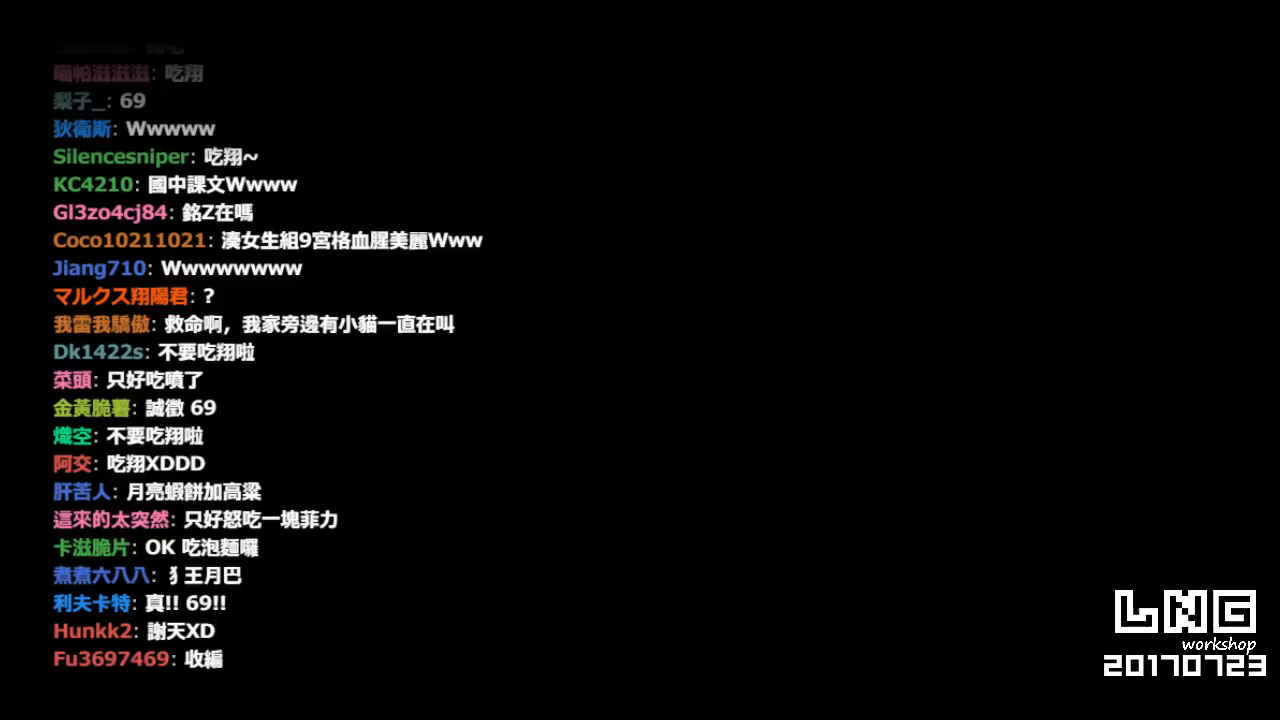 喵帕滋滋滋: 吃翔
梨子_: 69
狄衛斯: Wwwww
Silencesniper: 吃翔~
KC4210: 國中課文Wwww
Gl3zo4cj84: 銘Z在嗎
Coco10211021: 湊女生組9宮格血腥美麗Www
Jiang710: Wwwwwwww
マルクス翔陽君: ?
我雷我驕傲: 救命啊，我家旁邊有小貓一直在叫
Dk1422s: 不要吃翔啦
菜頭: 只好吃噴了
金黃脆薯: 誠徵 69
熾空: 不要吃翔啦
阿交: 吃翔XDDD
肝苦人: 月亮蝦餅加高粱
這來的太突然: 只好怒吃一塊菲力
卡滋脆片: OK 吃泡麵囉
煮煮六八八: 犭王月巴
利夫卡特: 真!! 69!!
Hunkk2: 謝天XD
Fu3697469: 收編
LNG
workshop
20170723